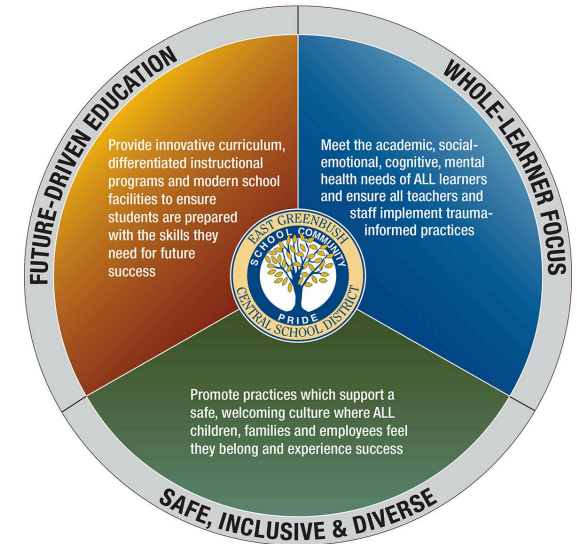 FUTURE-DRIVEN EDUCATION
Provide innovative curriculum,
differentiated instructional
programs and modern school
facilities to ensure
students are prepared
with the skills they
need for future
success
WHOLE-LEARNER FOCUS
Meet the academic, social-
emotional, cognitive, mental
health needs of ALL learners
and ensure all teachers and
staff implement trauma-
informed practices
EAST GREENBUSH
CENTRAL SCHOOL DISTRICT
SCHOOL COMMUNITY
PRIDE
Promote practices which support a
safe, welcoming culture where ALL
children, families and employees feel
they belong and experience success
SAFE, INCLUSIVE & DIVERSE